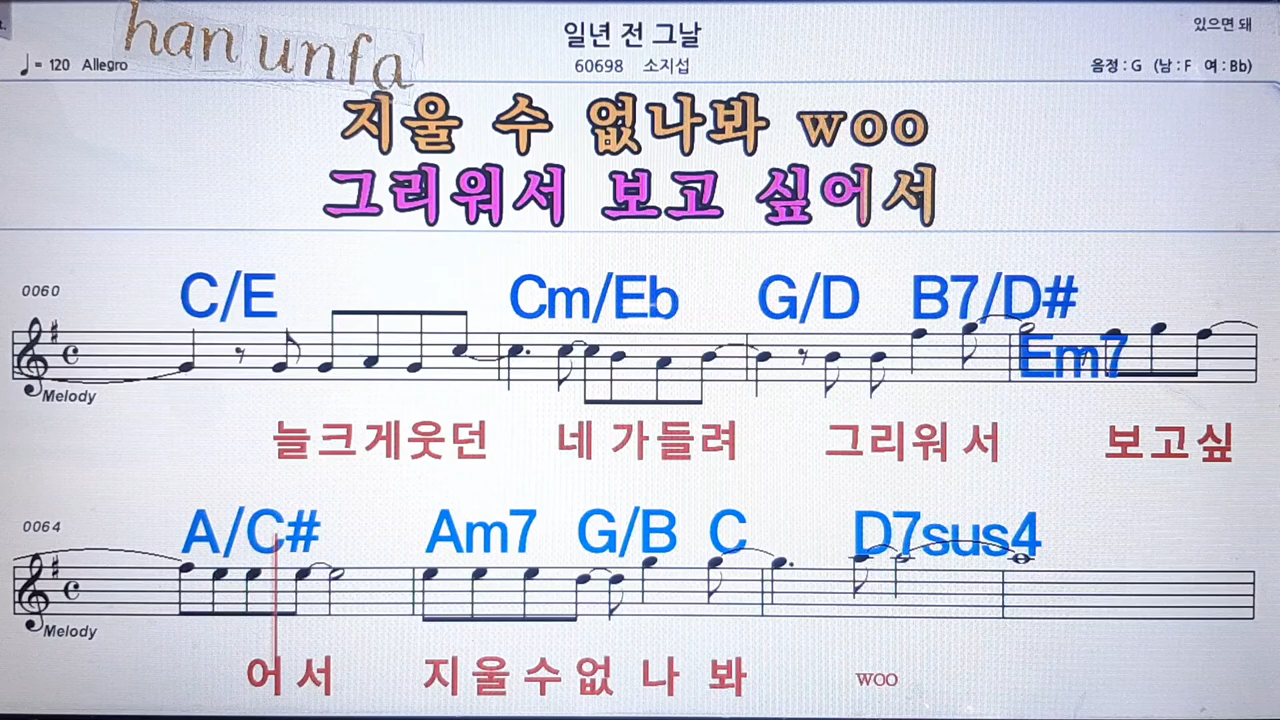 han unfa
일년 전 그날
있으면 돼
♩= 120 Allegro
60698 소지섭
음정 : G (남 : F 여 : Bb)
지울 수 없나봐 woo
그리워서 보고 싶어서
0060
C/E Cm/Eb G/D B7/D# Em7
Melody
늘크게웃던 네 가들려 그리워 서 보고싶
0064
A/C# Am7 G/B C D7sus4
Melody
어 서 지 울 수 없 나 봐 woo